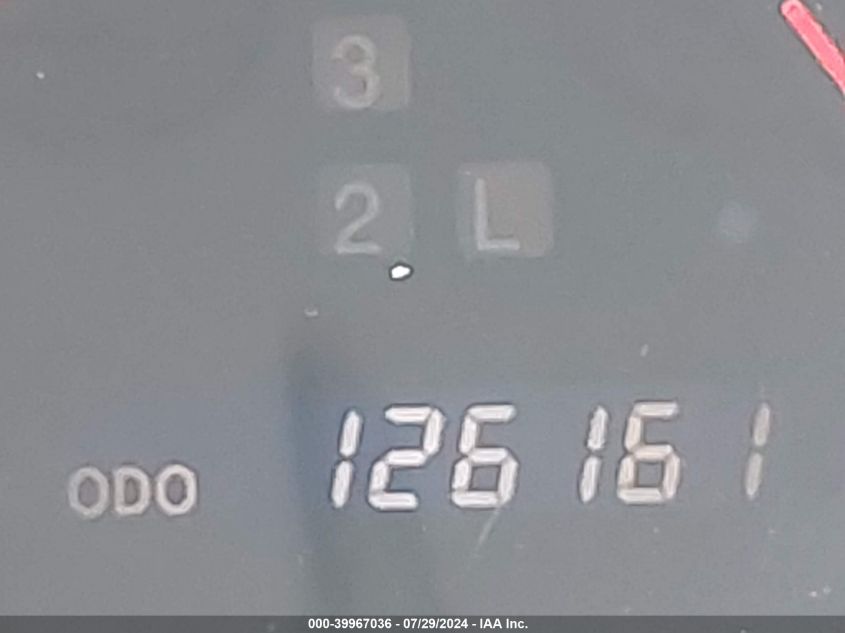 3
2 L
ODO 126161
000-39967036 - 07/29/2024 - IAA Inc.